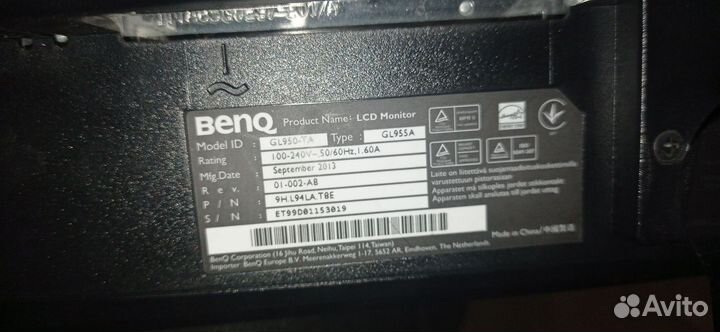 BenQ Product Name: LCD Monitor
Model ID GL950-TA Type GL955A
Rating : 100-240V~50/60Hz,1.60A
Mfg.Date : September 2013
R e v. : 01-002-AB
P / N : 9H.L94LA.T8E
S / N : ET99D01153019
BenQ Corporation (16 Jihu Road, Neihu,Taipei 114,Taiwan)
Importer BenQ Europe B.V. Meerenakkerweg 1-17, 5652 AR, Eindhoven, The Netherlands
Laite on liitettävä suojamaadoituskoskettimilla
varustettuun pistorasiaan
Apparatet må tilkoples jordet stikkontakt
Apparaten skall anslutas till jordat uttag
Made in China/中國製造
Avito